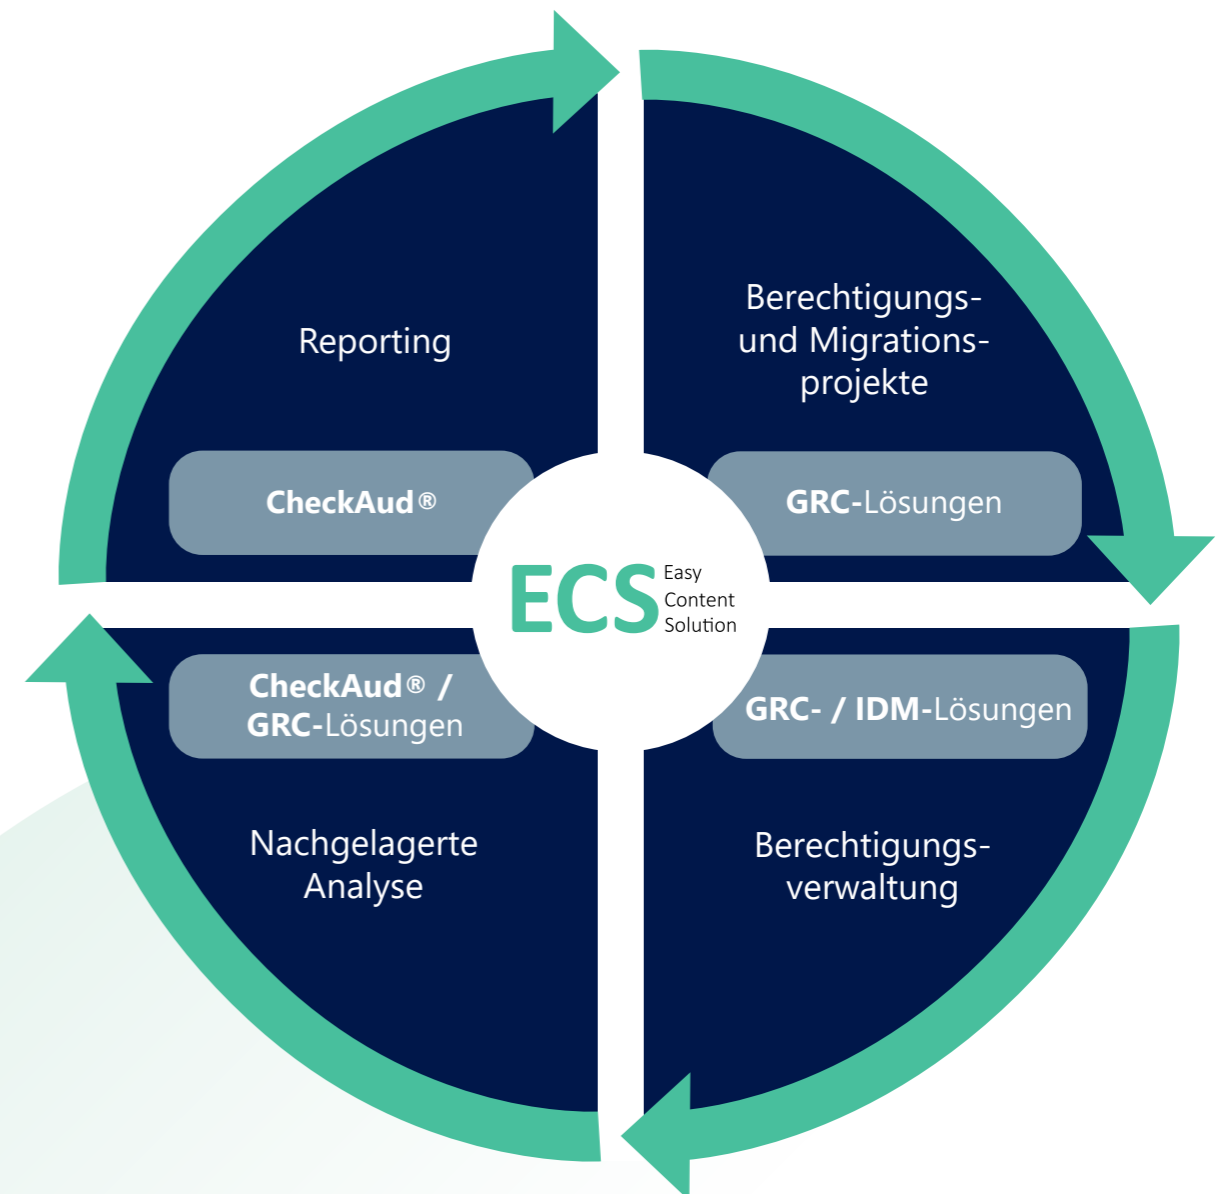 Reporting
CheckAud®
Berechtigungs-
und Migrations-
projekte
GRC-Lösungen
ECS
Easy
Content
Solution
CheckAud® /
GRC-Lösungen
Nachgelagerte
Analyse
GRC- / IDM-Lösungen
Berechtigungs-
verwaltung